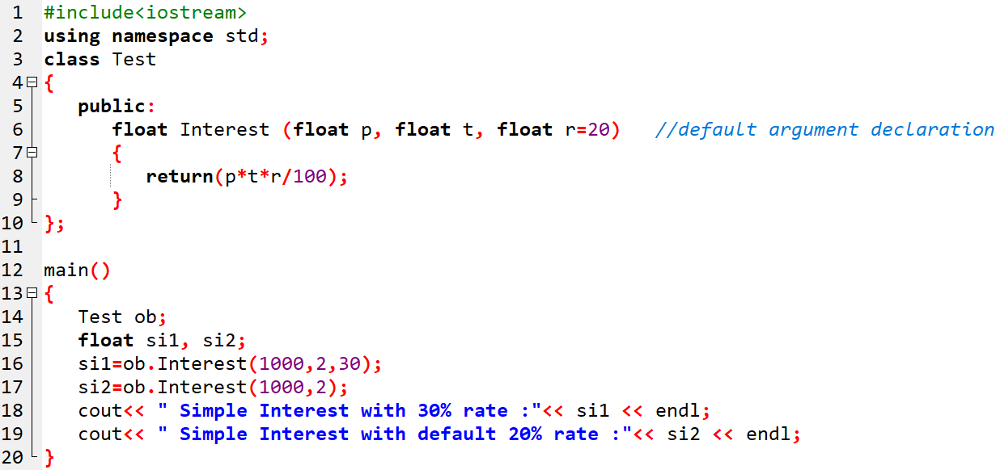 1 #include<iostream>
2 using namespace std;
3 class Test
4 {
5 public:
6 float Interest (float p, float t, float r=20) //default argument declaration
7 {
8 return(p*t*r/100);
9 }
10 };
11
12 main()
13 {
14 Test ob;
15 float si1, si2;
16 si1=ob.Interest(1000,2,30);
17 si2=ob.Interest(1000,2);
18 cout<< " Simple Interest with 30% rate :"<< si1 << endl;
19 cout<< " Simple Interest with default 20% rate :"<< si2 << endl;
20 }